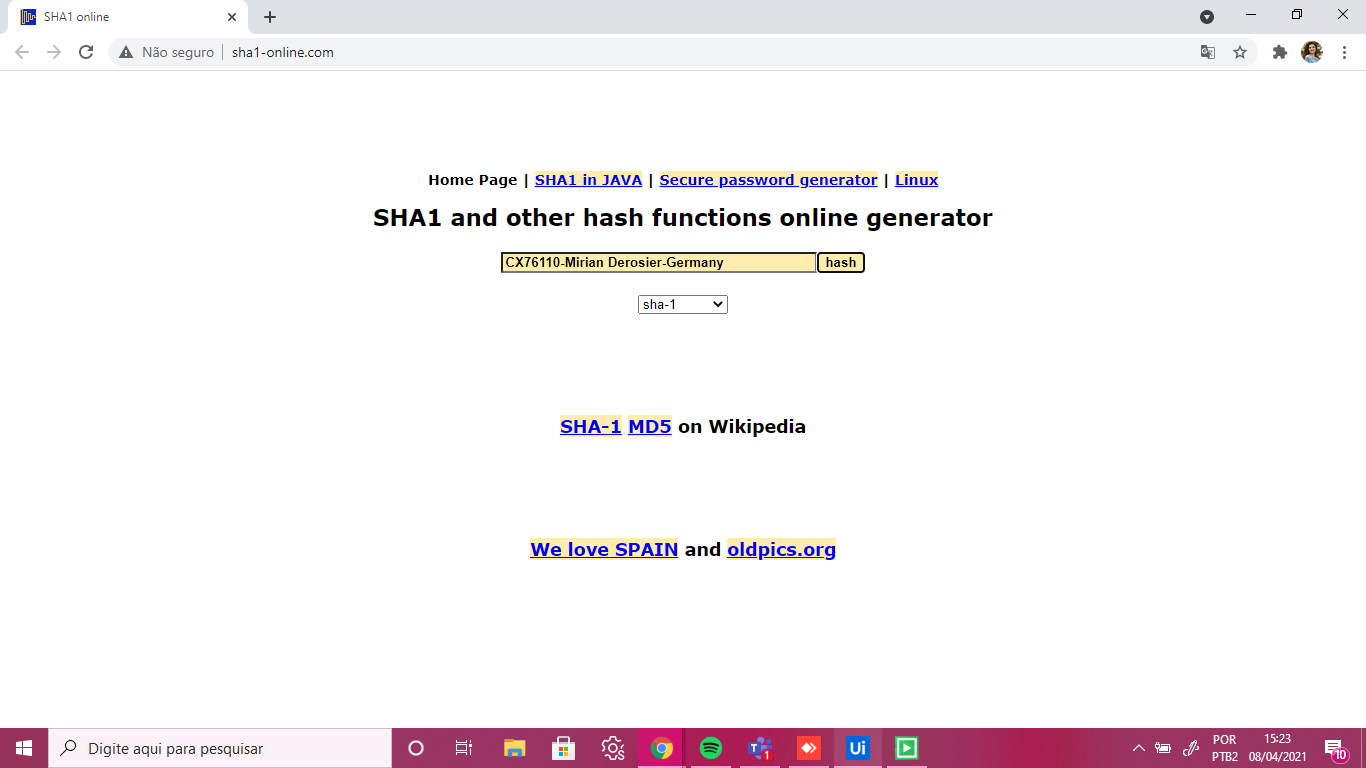 SHA1 online
Não seguro | sha1-online.com
Home Page | SHA1 in JAVA | Secure password generator | Linux
SHA1 and other hash functions online generator
CX76110-Mirian Derosier-Germany hash
sha-1
SHA-1 MD5 on Wikipedia
We love SPAIN and oldpics.org
Digite aqui para pesquisar
1
Ui
POR
PTB2
15:23
08/04/2021
10